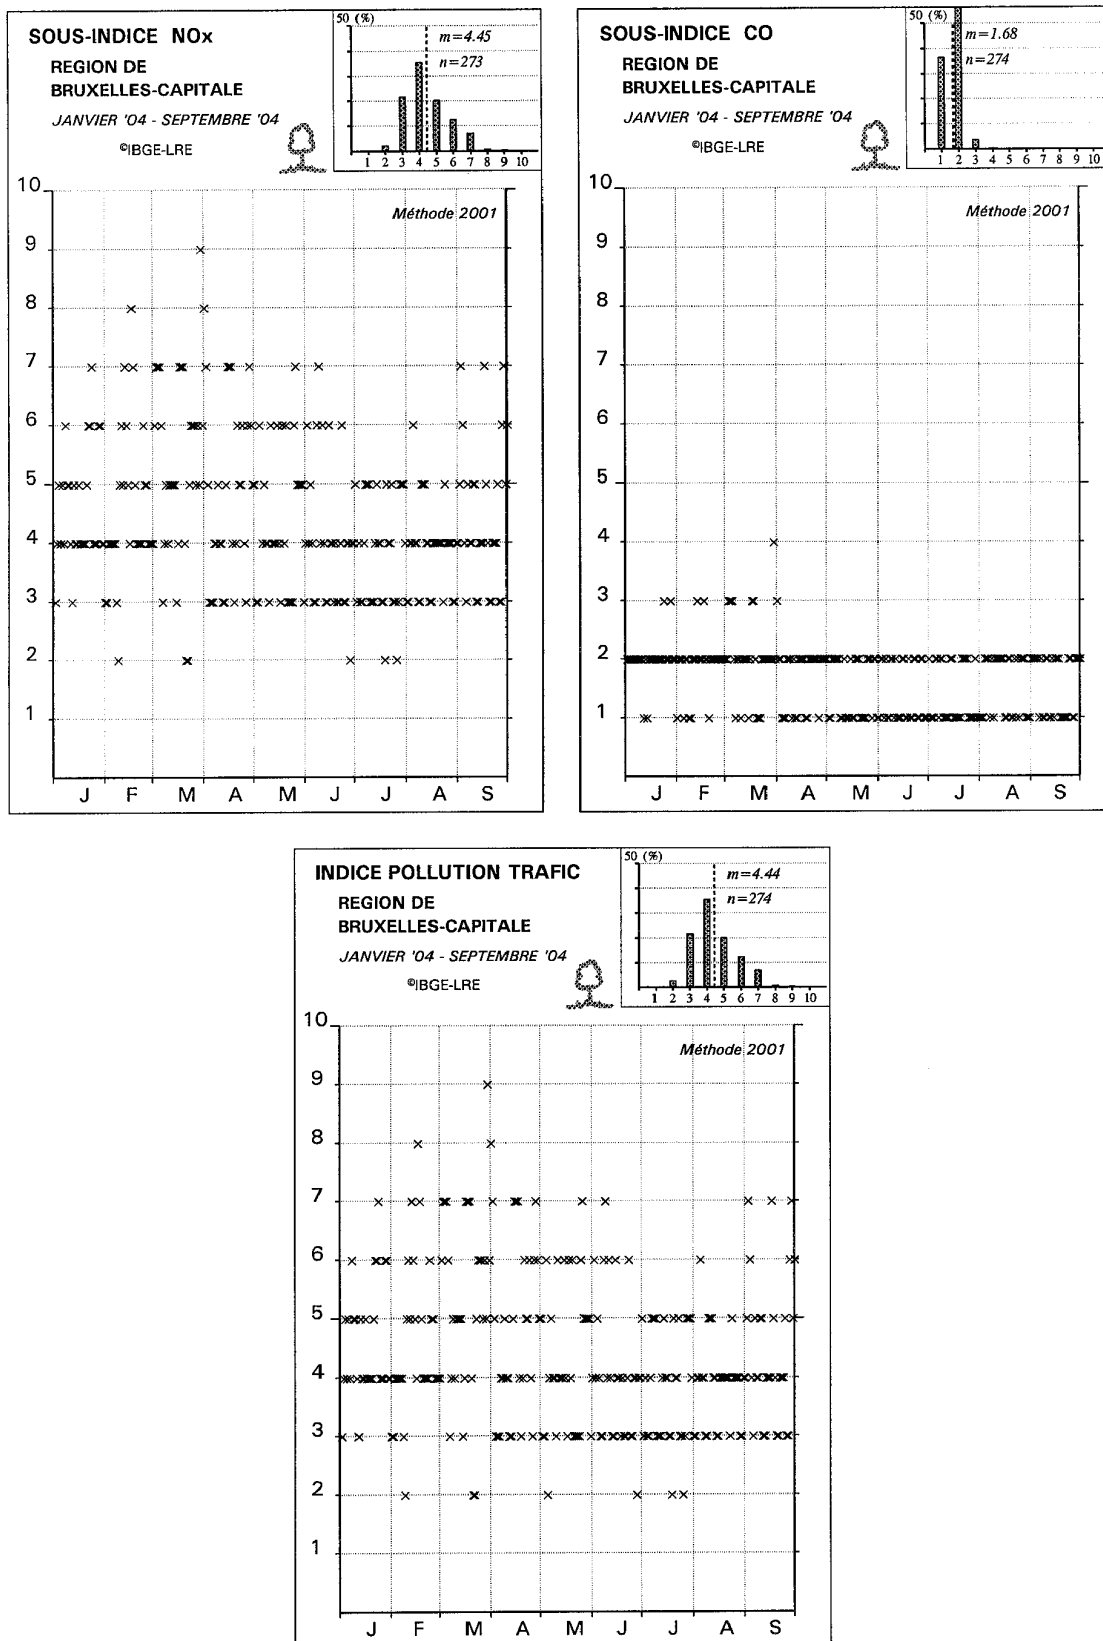 SOUS-INDICE NOx
REGION DE
BRUXELLES-CAPITALE
JANVIER '04 - SEPTEMBRE '04
©IBGE-LRE
50 (%)
m=4.45
n=273
1 2 3 4 5 6 7 8 9 10
Méthode 2001
10
9
8
7
6
5
4
3
2
1
J F M A M J J A S
SOUS-INDICE CO
REGION DE
BRUXELLES-CAPITALE
JANVIER '04 - SEPTEMBRE '04
©IBGE-LRE
50 (%)
m=1.68
n=274
1 2 3 4 5 6 7 8 9 10
Méthode 2001
10
9
8
7
6
5
4
3
2
1
J F M A M J J A S
INDICE POLLUTION TRAFIC
REGION DE
BRUXELLES-CAPITALE
JANVIER '04 - SEPTEMBRE '04
©IBGE-LRE
50 (%)
m=4.44
n=274
1 2 3 4 5 6 7 8 9 10
Méthode 2001
10
9
8
7
6
5
4
3
2
1
J F M A M J J A S